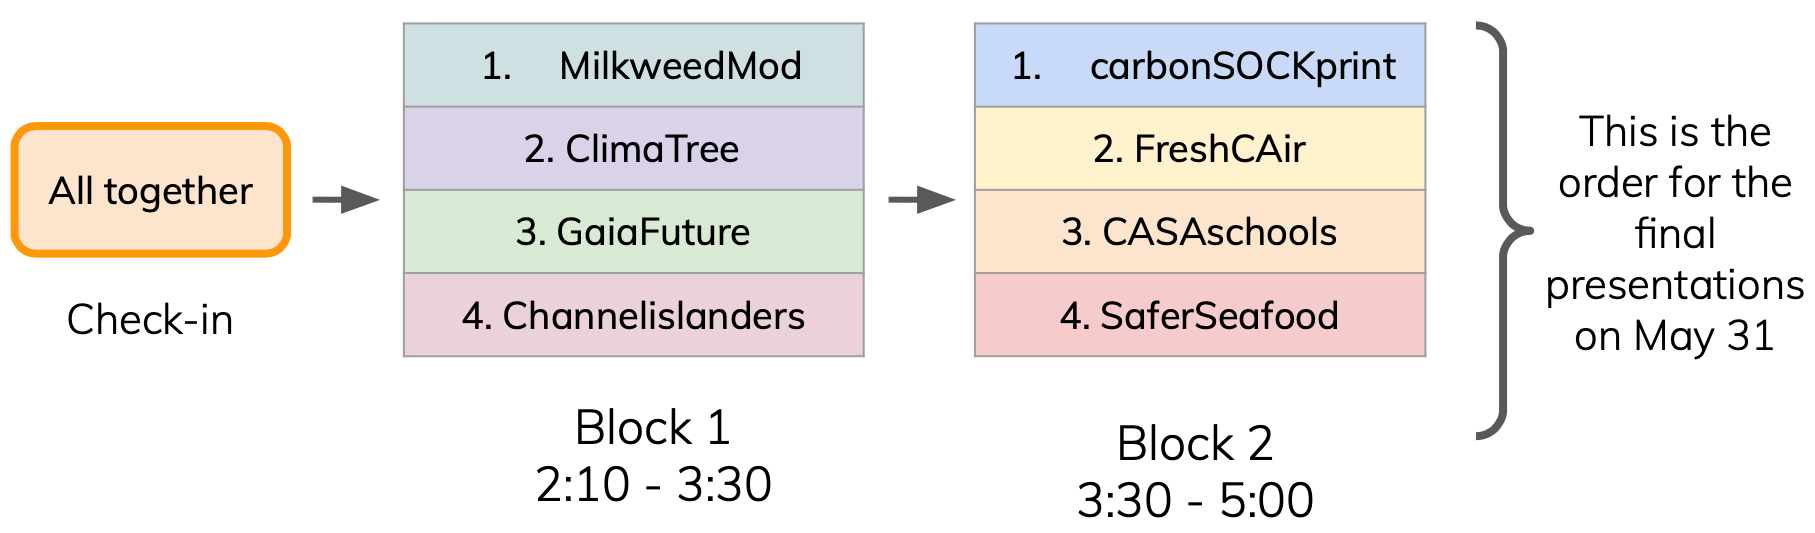 All together
Check-in
1. MilkweedMod
2. ClimaTree
3. GaiaFuture
4. Channelislanders
Block 1
2:10 - 3:30
1. carbonSOCKprint
2. FreshCAir
3. CASAschools
4. SaferSeafood
Block 2
3:30 - 5:00
This is the
order for the
final
presentations
on May 31